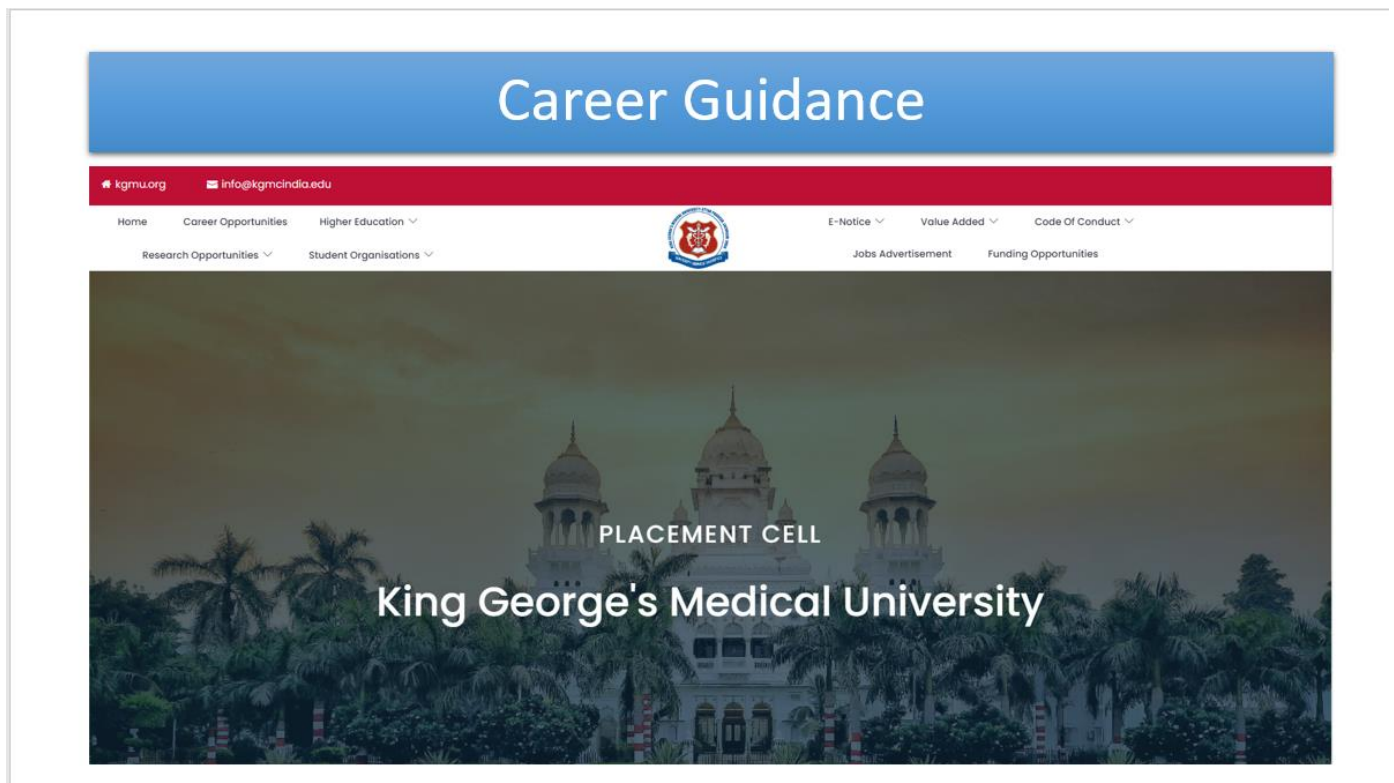 Career Guidance
kgmu.org info@kgmcindia.edu
Home Career Opportunities Higher Education E-Notice Value Added Code Of Conduct
Research Opportunities Student Organisations Jobs Advertisement Funding Opportunities
PLACEMENT CELL
King George's Medical University